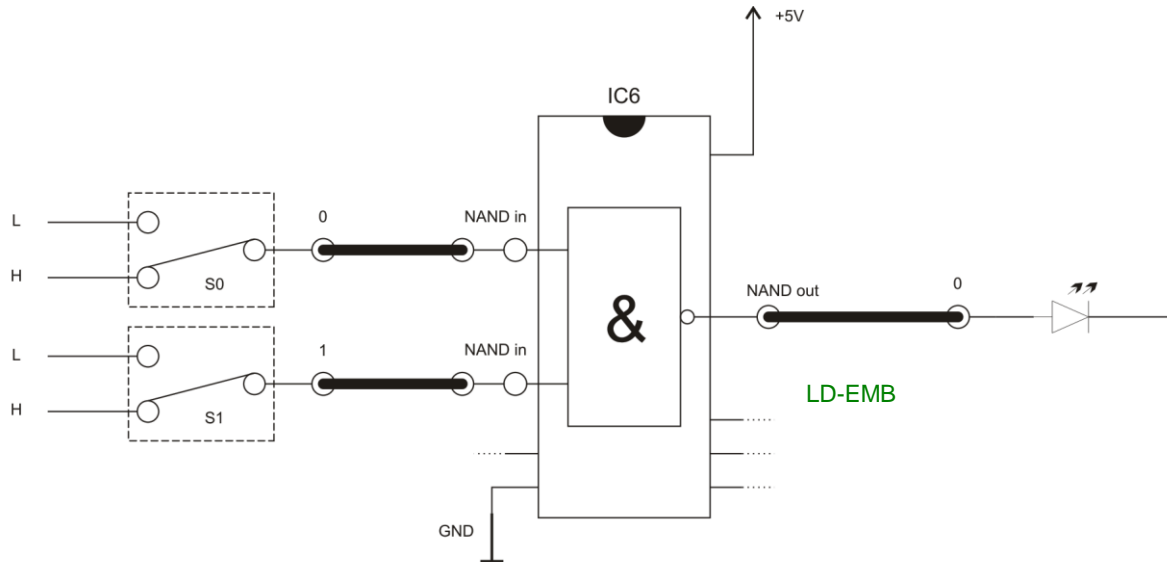 +5V
IC6
L
0
NAND in
H
S0
NAND out
0
&
L
1
NAND in
H
S1
LD-EMB
GND